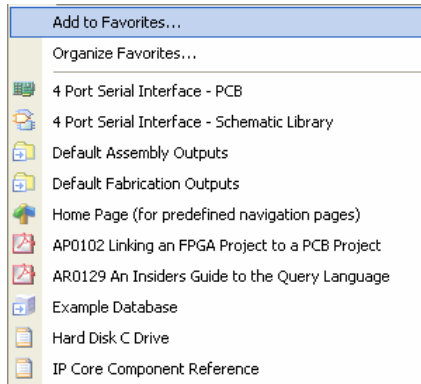 Add to Favorites...
Organize Favorites...
4 Port Serial Interface - PCB
4 Port Serial Interface - Schematic Library
Default Assembly Outputs
Default Fabrication Outputs
Home Page (for predefined navigation pages)
AP0102 Linking an FPGA Project to a PCB Project
AR0129 An Insiders Guide to the Query Language
Example Database
Hard Disk C Drive
IP Core Component Reference